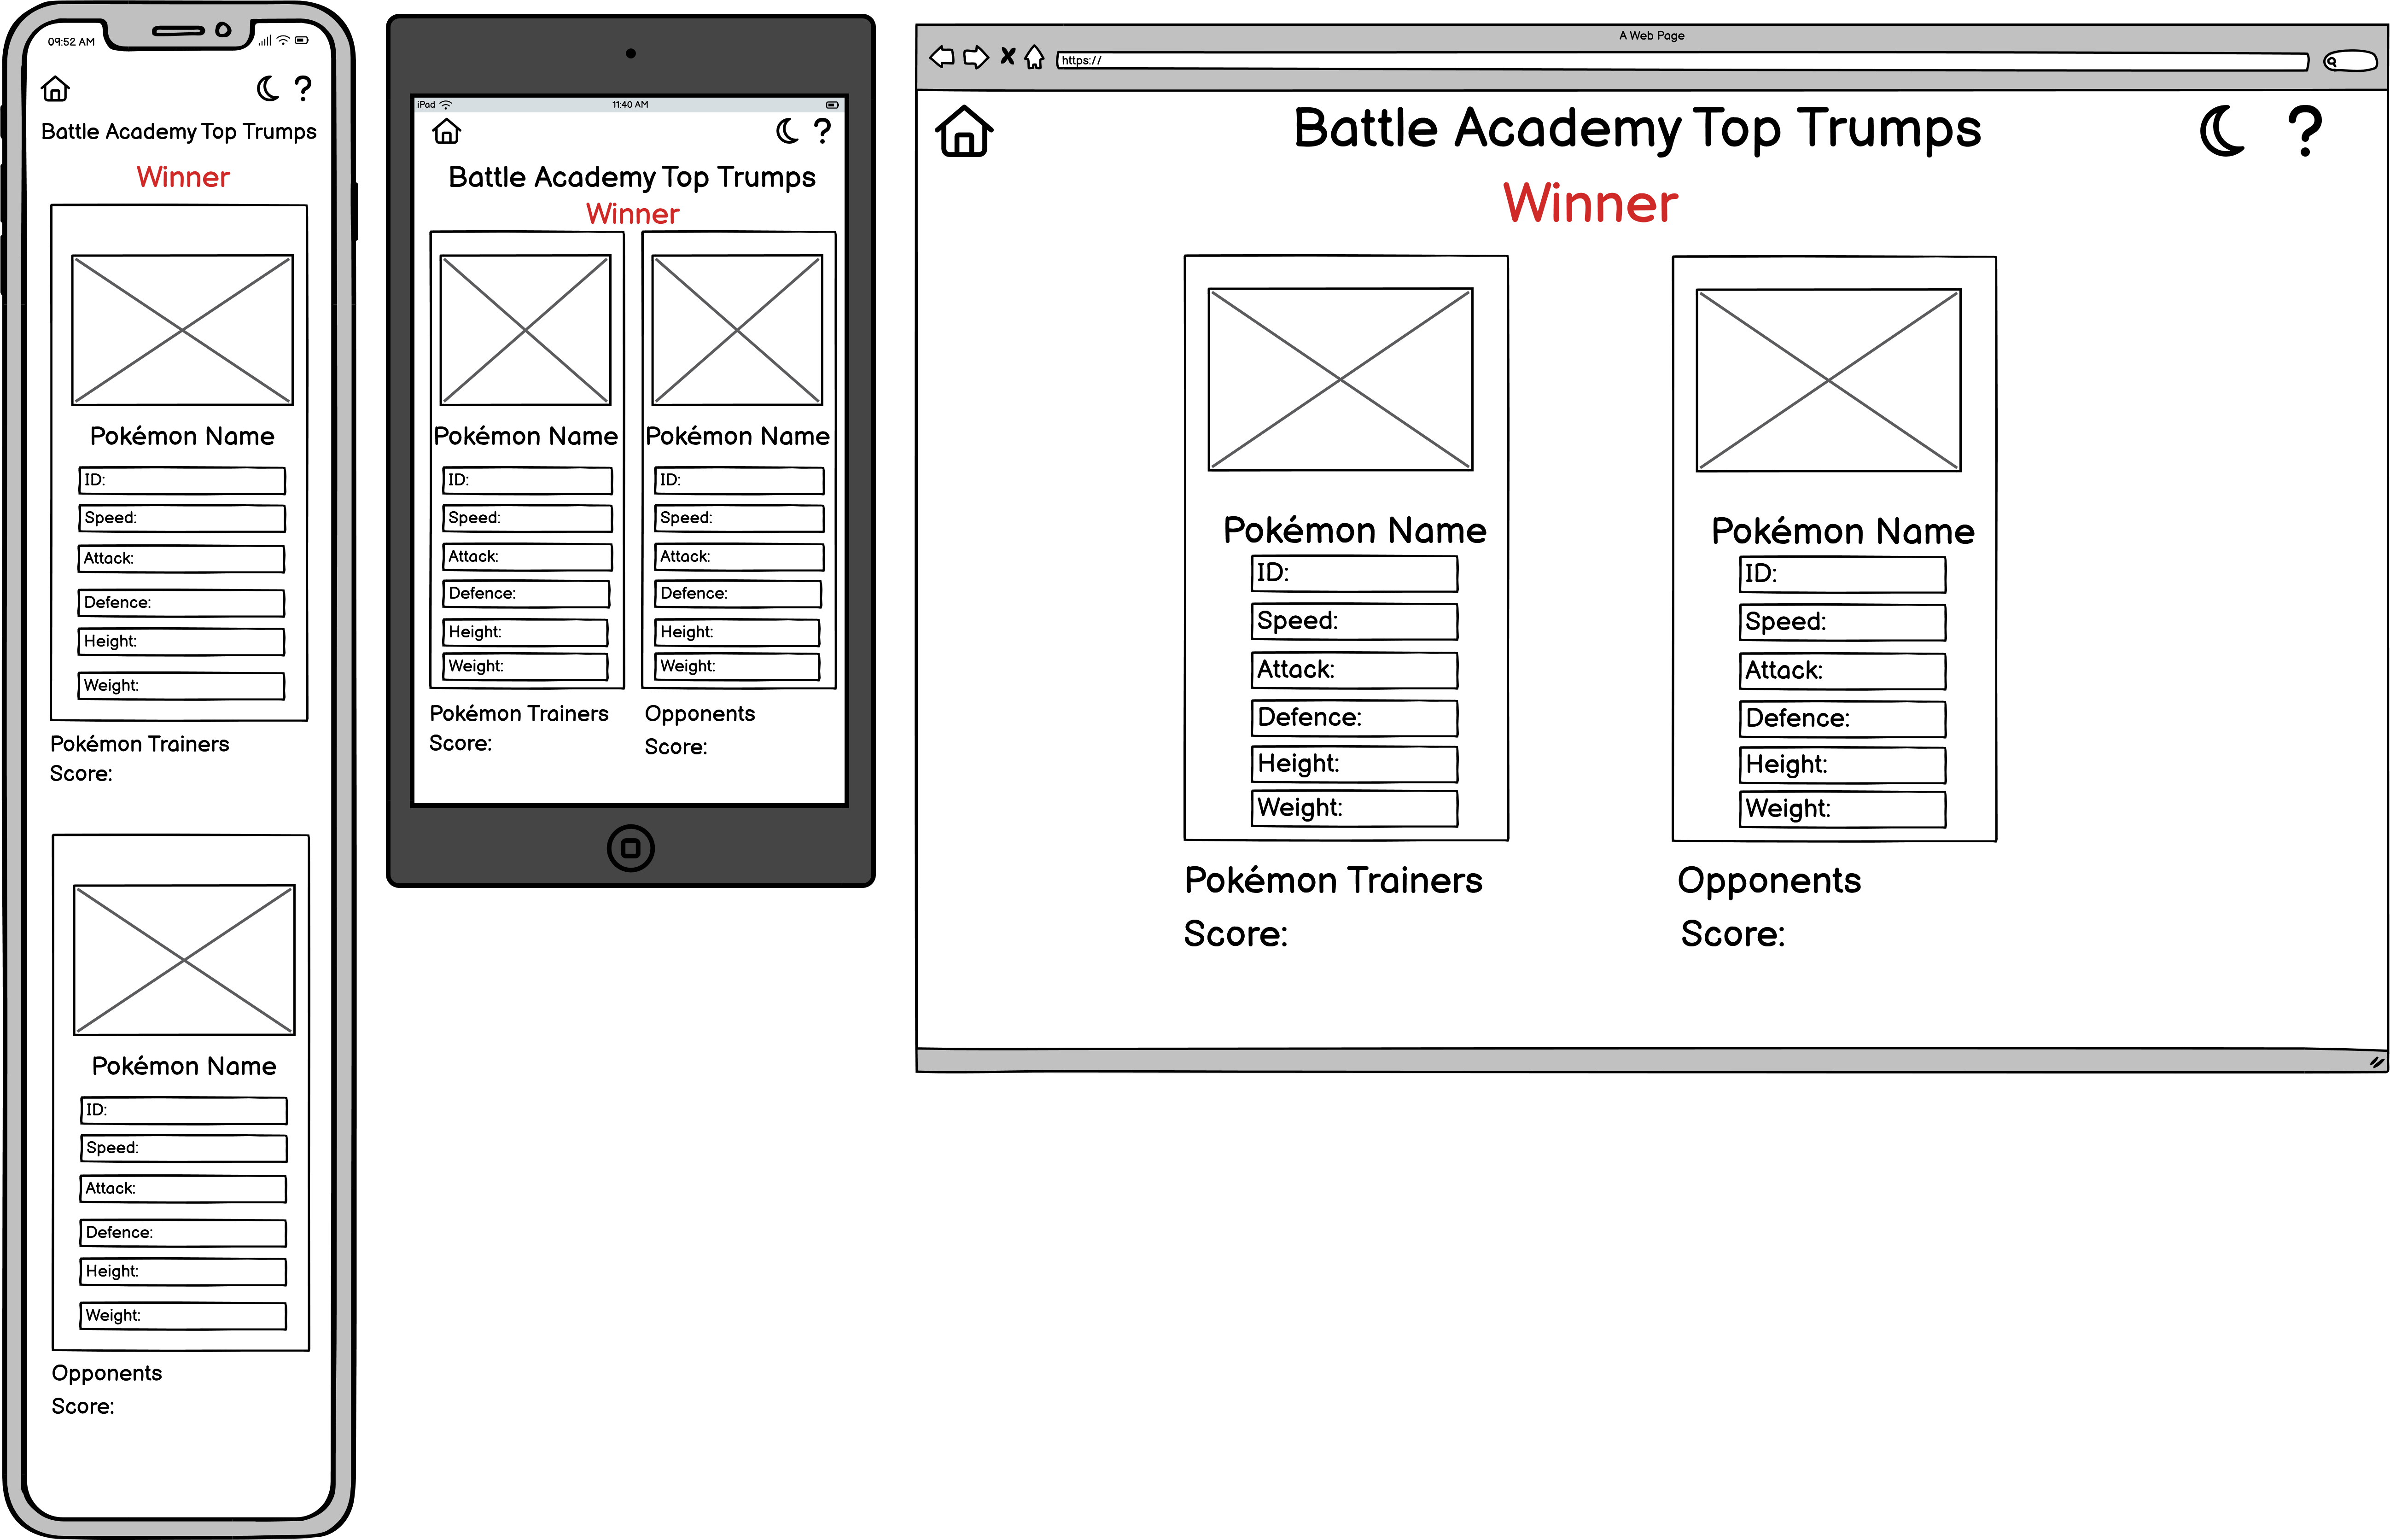 09:52 AM
?
Battle Academy Top Trumps
Winner
Pokémon Name
ID:
Speed:
Attack:
Defence:
Height:
Weight:
Pokémon Trainers
Score:
Pokémon Name
ID:
Speed:
Attack:
Defence:
Height:
Weight:
Opponents
Score:
iPad
11:40 AM
?
Battle Academy Top Trumps
Winner
Pokémon Name
ID:
Speed:
Attack:
Defence:
Height:
Weight:
Pokémon Trainers
Score:
Pokémon Name
ID:
Speed:
Attack:
Defence:
Height:
Weight:
Opponents
Score:
A Web Page
https://
Battle Academy Top Trumps
?
Winner
Pokémon Name
ID:
Speed:
Attack:
Defence:
Height:
Weight:
Pokémon Trainers
Score:
Pokémon Name
ID:
Speed:
Attack:
Defence:
Height:
Weight:
Opponents
Score: